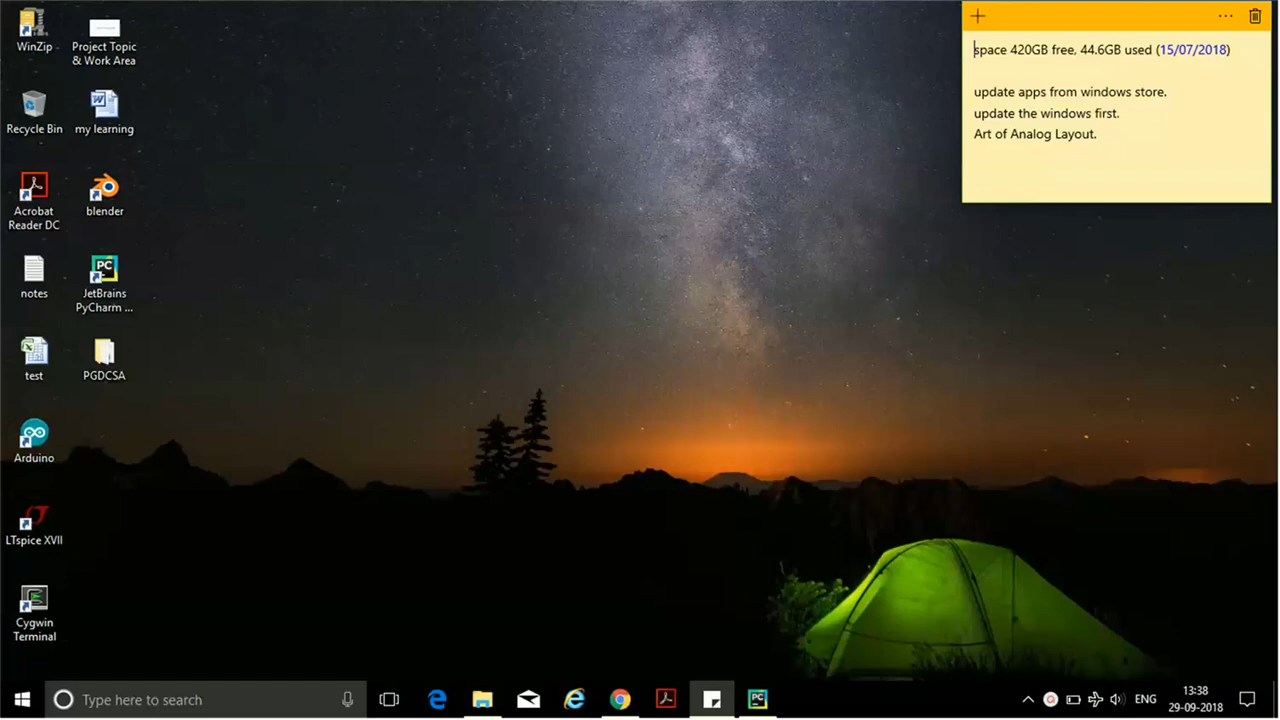 WinZip
Project Topic
& Work Area
Recycle Bin
my learning
Acrobat
Reader DC
blender
notes
JetBrains
PyCharm ...
test
PGDCSA
Arduino
LTspice XVII
Cygwin
Terminal
space 420GB free, 44.6GB used (15/07/2018)
update apps from windows store.
update the windows first.
Art of Analog Layout.
Type here to search
ENG
13:38
29-09-2018